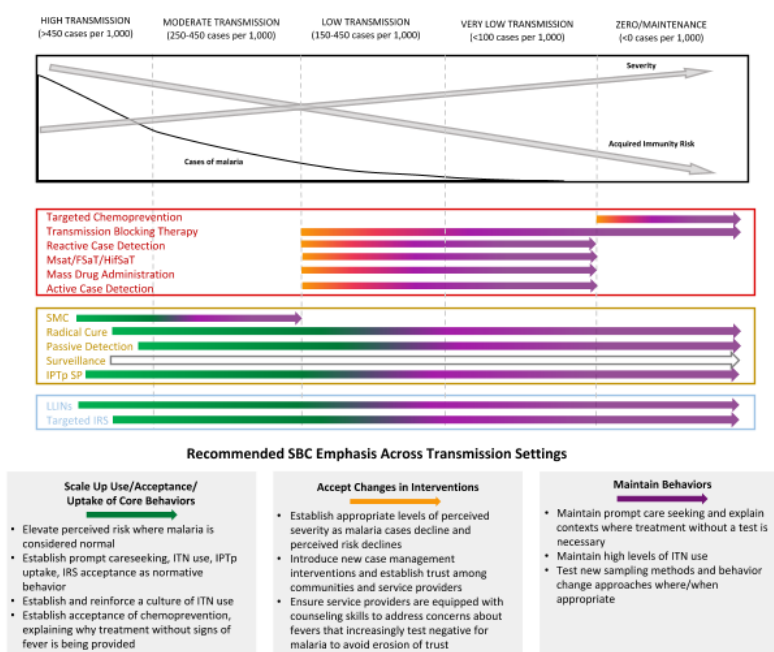 HIGH TRANSMISSION
(>450 cases per 1,000)
MODERATE TRANSMISSION
(250-450 cases per 1,000)
LOW TRANSMISSION
(150-450 cases per 1,000)
VERY LOW TRANSMISSION
(<100 cases per 1,000)
ZERO/MAINTENANCE
(<0 cases per 1,000)
Severity
Acquired Immunity Risk
Cases of malaria
Targeted Chemoprevention
Transmission Blocking Therapy
Reactive Case Detection
Msat/FSaT/HifSaT
Mass Drug Administration
Active Case Detection
SMC
Radical Cure
Passive Detection
Surveillance
IPTp SP
LLINs
Targeted IRS
Recommended SBC Emphasis Across Transmission Settings
Scale Up Use/Acceptance/
Uptake of Core Behaviors
• Elevate perceived risk where malaria is
considered normal
• Establish prompt careseeking, ITN use, IPTp
uptake, IRS acceptance as normative
behavior
• Establish and reinforce a culture of ITN use
• Establish acceptance of chemoprevention,
explaining why treatment without signs of
fever is being provided
Accept Changes in Interventions
• Establish appropriate levels of perceived
severity as malaria cases decline and
perceived risk declines
• Introduce new case management
interventions and establish trust among
communities and service providers
• Ensure service providers are equipped with
counseling skills to address concerns about
fevers that increasingly test negative for
malaria to avoid erosion of trust
Maintain Behaviors
• Maintain prompt care seeking and explain
contexts where treatment without a test is
necessary
• Maintain high levels of ITN use
• Test new sampling methods and behavior
change approaches where/when
appropriate